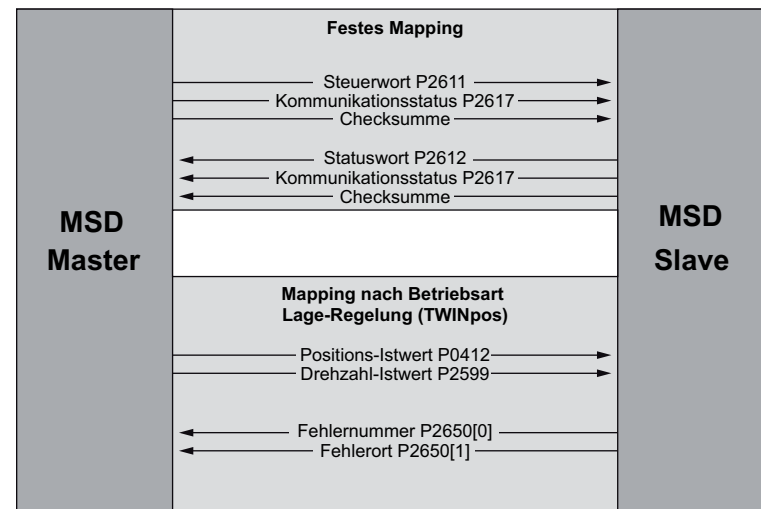 Festes Mapping
Steuerwort P2611
Kommunikationsstatus P2617
Checksumme
Statuswort P2612
Kommunikationsstatus P2617
Checksumme
MSD
Master
MSD
Slave
Mapping nach Betriebsart
Lage-Regelung (TWINpos)
Positions-Istwert P0412
Drehzahl-Istwert P2599
Fehlernummer P2650[0]
Fehlerort P2650[1]